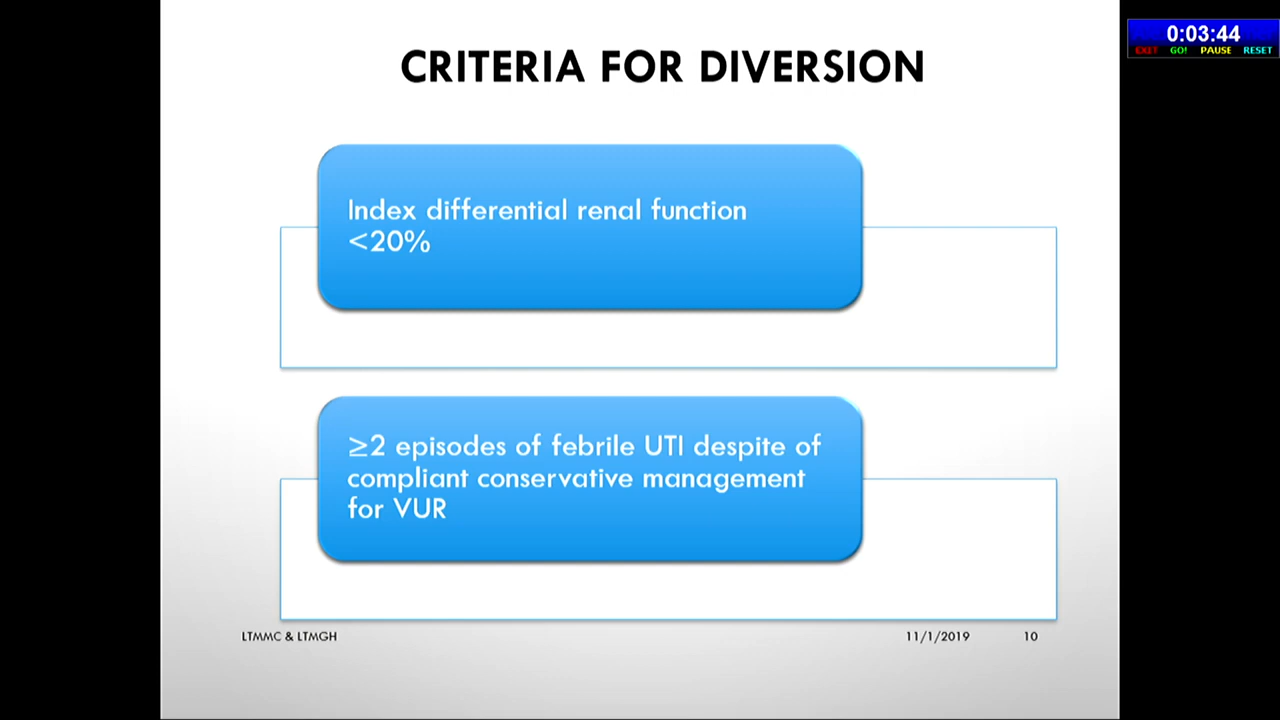 0:03:44
EXIT GO! PAUSE RESET
CRITERIA FOR DIVERSION
Index differential renal function
<20%
≥2 episodes of febrile UTI despite of
compliant conservative management
for VUR
LTMMC & LTMGH 11/1/2019 10